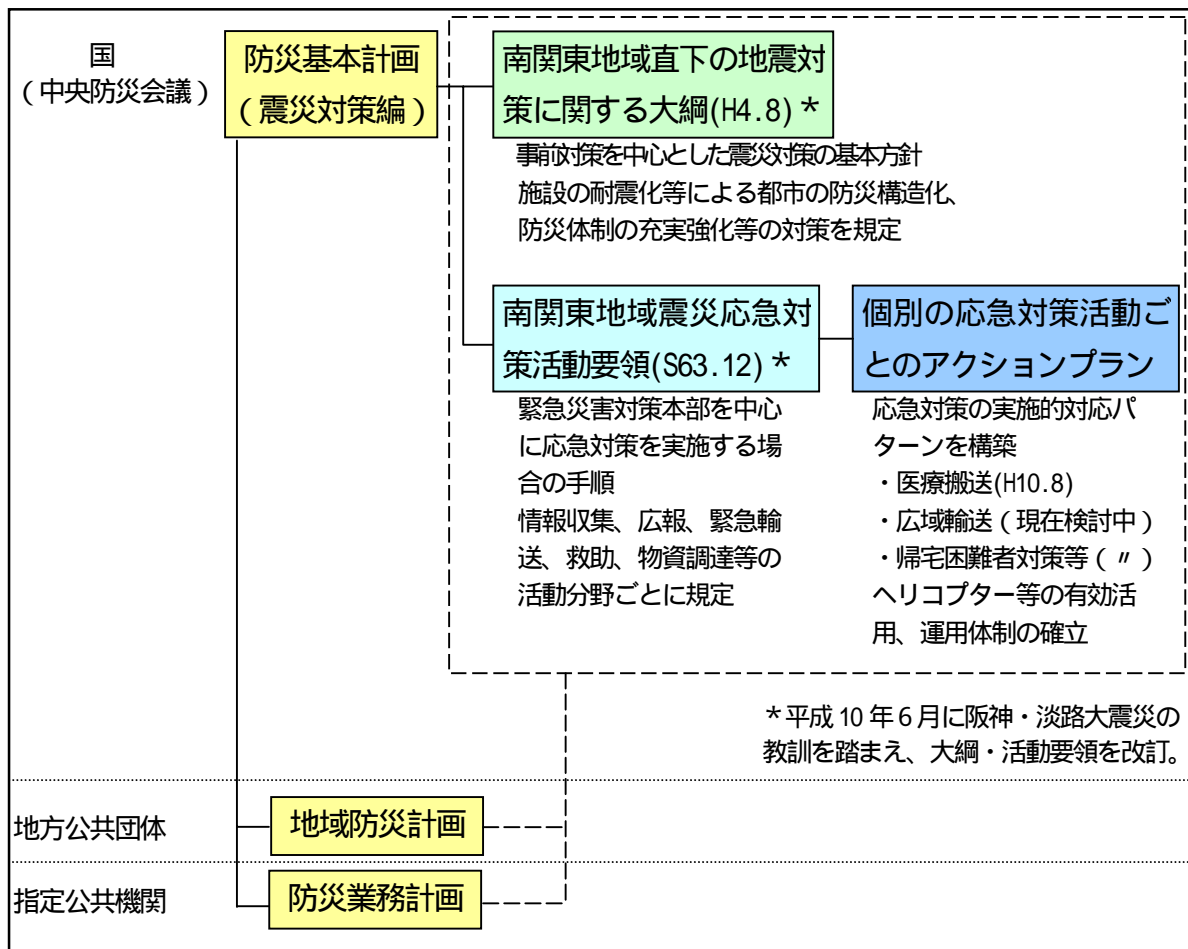 国
（中央防災会議）
防災基本計画
（震災対策編）
南関東地域直下の地震対
策に関する大綱(H4.8)＊
事前対策を中心とした震災対策の基本方針
施設の耐震化等による都市の防災構造化、
防災体制の充実強化等の対策を規定
南関東地域震災応急対
策活動要領(S63.12)＊
緊急災害対策本部を中心
に応急対策を実施する場
合の手順
情報収集、広報、緊急輸
送、救助、物資調達等の
活動分野ごとに規定
個別の応急対策活動ご
とのアクションプラン
応急対策の実施的対応パ
ターンを構築
・医療搬送(H10.8)
・広域輸送（現在検討中）
・帰宅困難者対策等（〃）
ヘリコプター等の有効活
用、運用体制の確立
＊平成10年6月に阪神・淡路大震災の
教訓を踏まえ、大綱・活動要領を改訂。
地方公共団体
地域防災計画
指定公共機関
防災業務計画